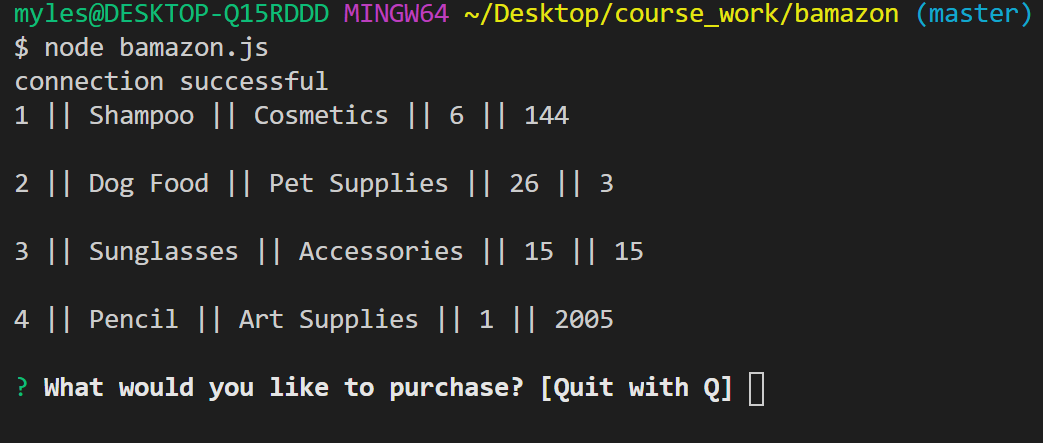 myles@DESKTOP-Q15RDDD MINGW64 ~/Desktop/course_work/bamazon (master)
$ node bamazon.js
connection successful
1 || Shampoo || Cosmetics || 6 || 144
2 || Dog Food || Pet Supplies || 26 || 3
3 || Sunglasses || Accessories || 15 || 15
4 || Pencil || Art Supplies || 1 || 2005
? What would you like to purchase? [Quit with Q]